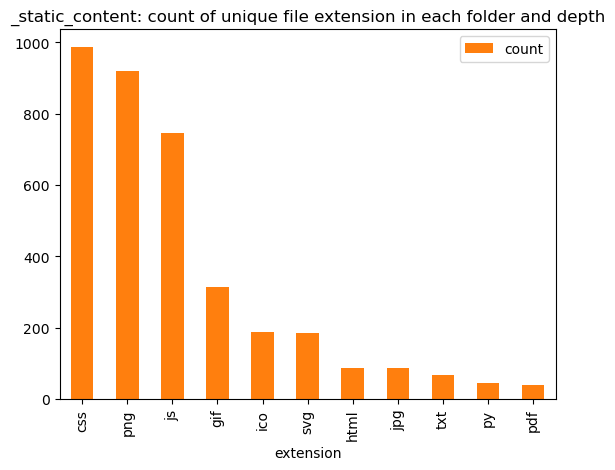 _static_content: count of unique file extension in each folder and depth
count
1000
800
600
400
200
0
css
png
js
gif
ico
svg
html
jpg
txt
py
pdf
extension